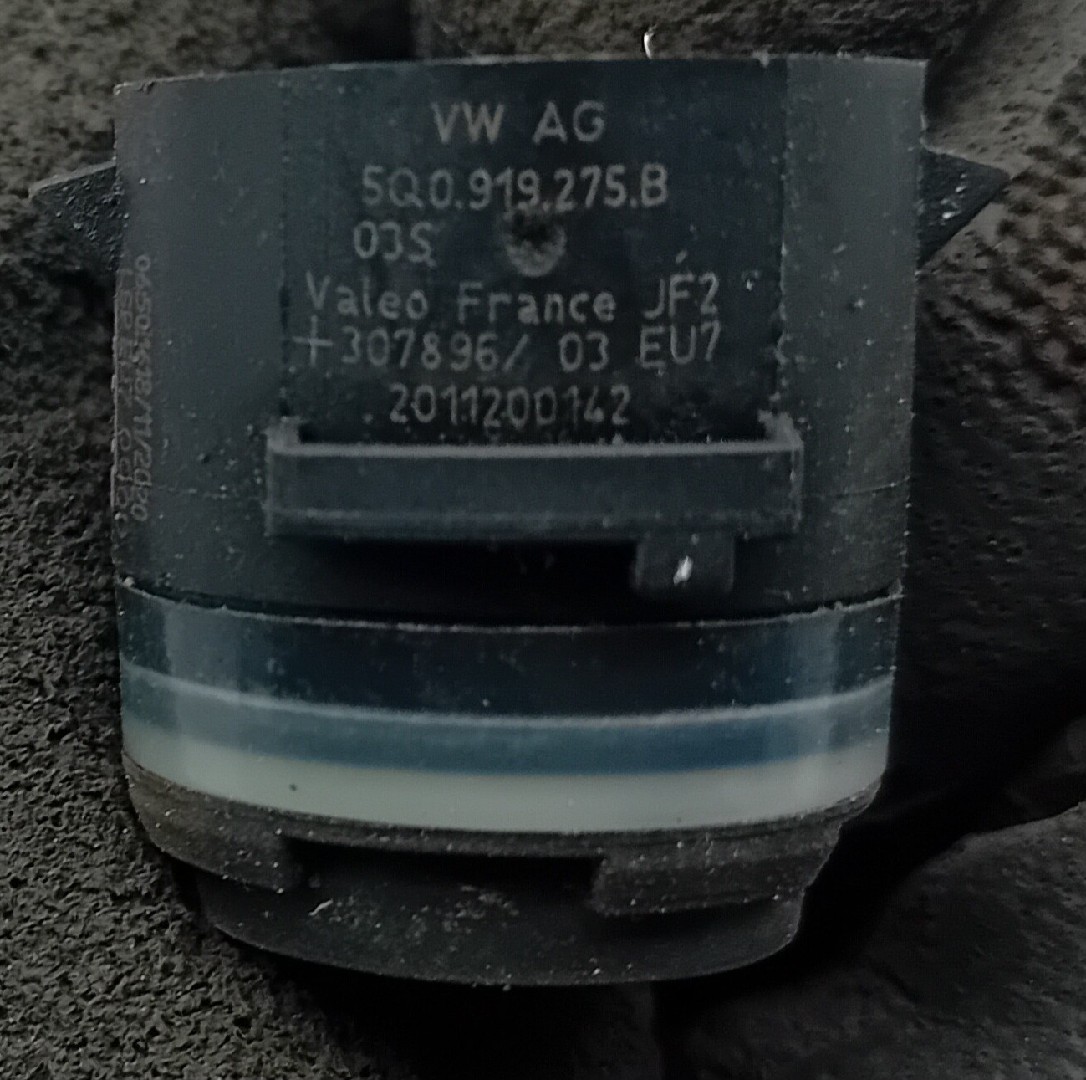 VW AG
5Q0.919.275.B
03S
Valeo France JF2
+307896/ 03 EU7
2011200142